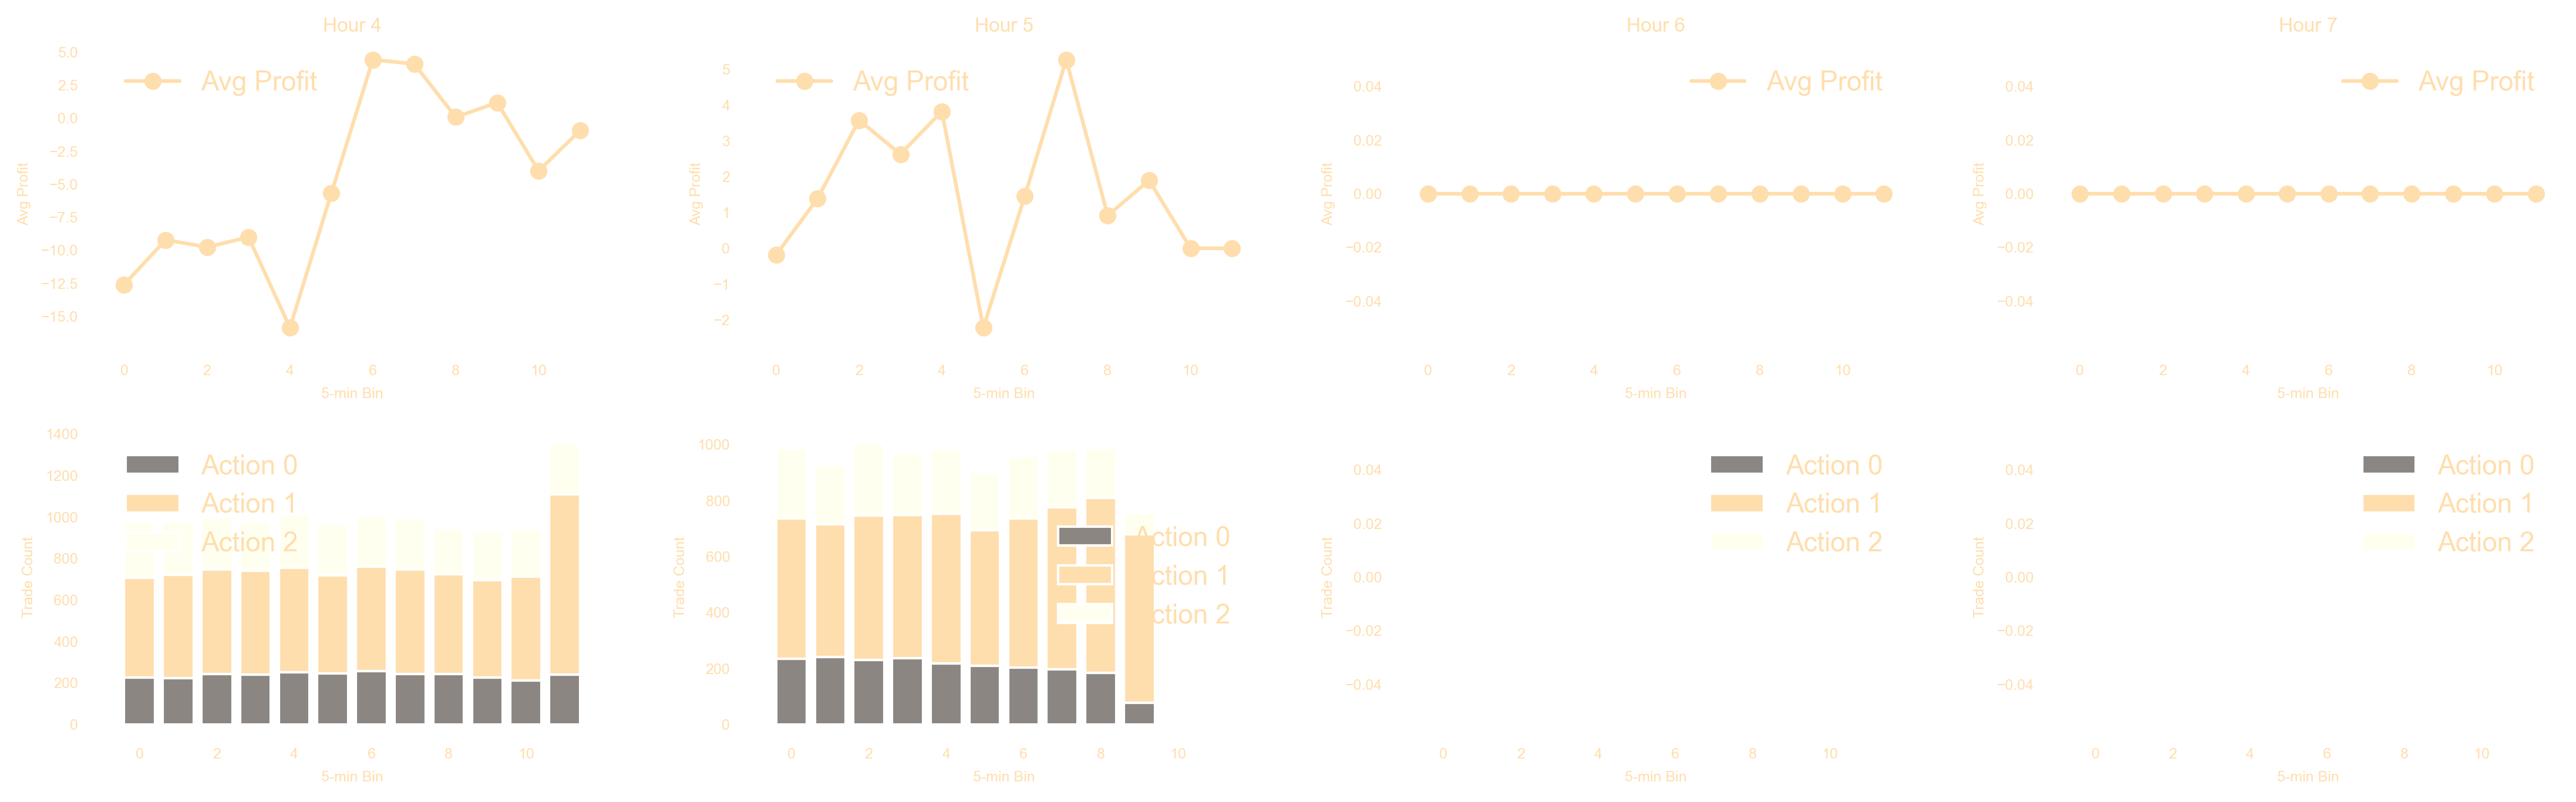 Hour 4
Avg Profit
Avg Profit
5.0
2.5
0.0
−2.5
−5.0
−7.5
−10.0
−12.5
−15.0
0 2 4 6 8 10
5-min Bin
Hour 5
Avg Profit
Avg Profit
5
4
3
2
1
0
−1
−2
0 2 4 6 8 10
5-min Bin
Hour 6
Avg Profit
Avg Profit
0.04
0.02
0.00
−0.02
−0.04
0 2 4 6 8 10
5-min Bin
Hour 7
Avg Profit
Avg Profit
0.04
0.02
0.00
−0.02
−0.04
0 2 4 6 8 10
5-min Bin
Trade Count
1400
1200
1000
800
600
400
200
0
Action 0
Action 1
Action 2
0 2 4 6 8 10
5-min Bin
Trade Count
1000
800
600
400
200
0
Action 0
Action 1
Action 2
0 2 4 6 8 10
5-min Bin
Trade Count
0.04
0.02
0.00
−0.02
−0.04
Action 0
Action 1
Action 2
0 2 4 6 8 10
5-min Bin
Trade Count
0.04
0.02
0.00
−0.02
−0.04
Action 0
Action 1
Action 2
0 2 4 6 8 10
5-min Bin